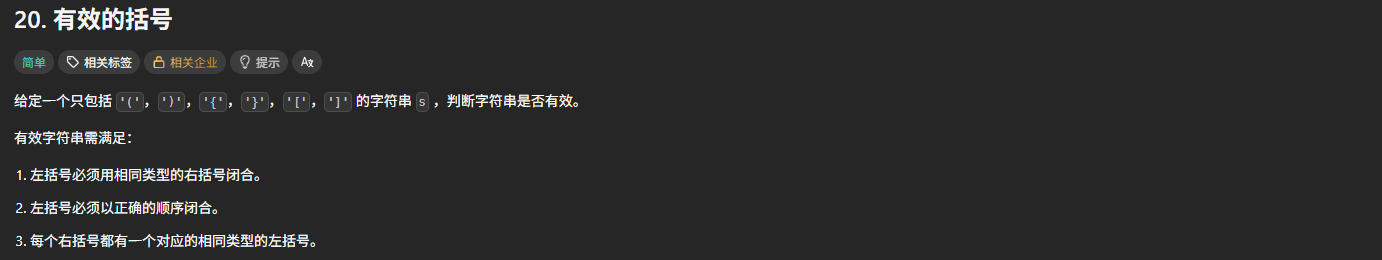 20. 有效的括号
简单 相关标签 相关企业 提示 A文
给定一个只包括 '(', ')', '{', '}', '[', ']' 的字符串 s ，判断字符串是否有效。
有效字符串需满足：
1. 左括号必须用相同类型的右括号闭合。
2. 左括号必须以正确的顺序闭合。
3. 每个右括号都有一个对应的相同类型的左括号。